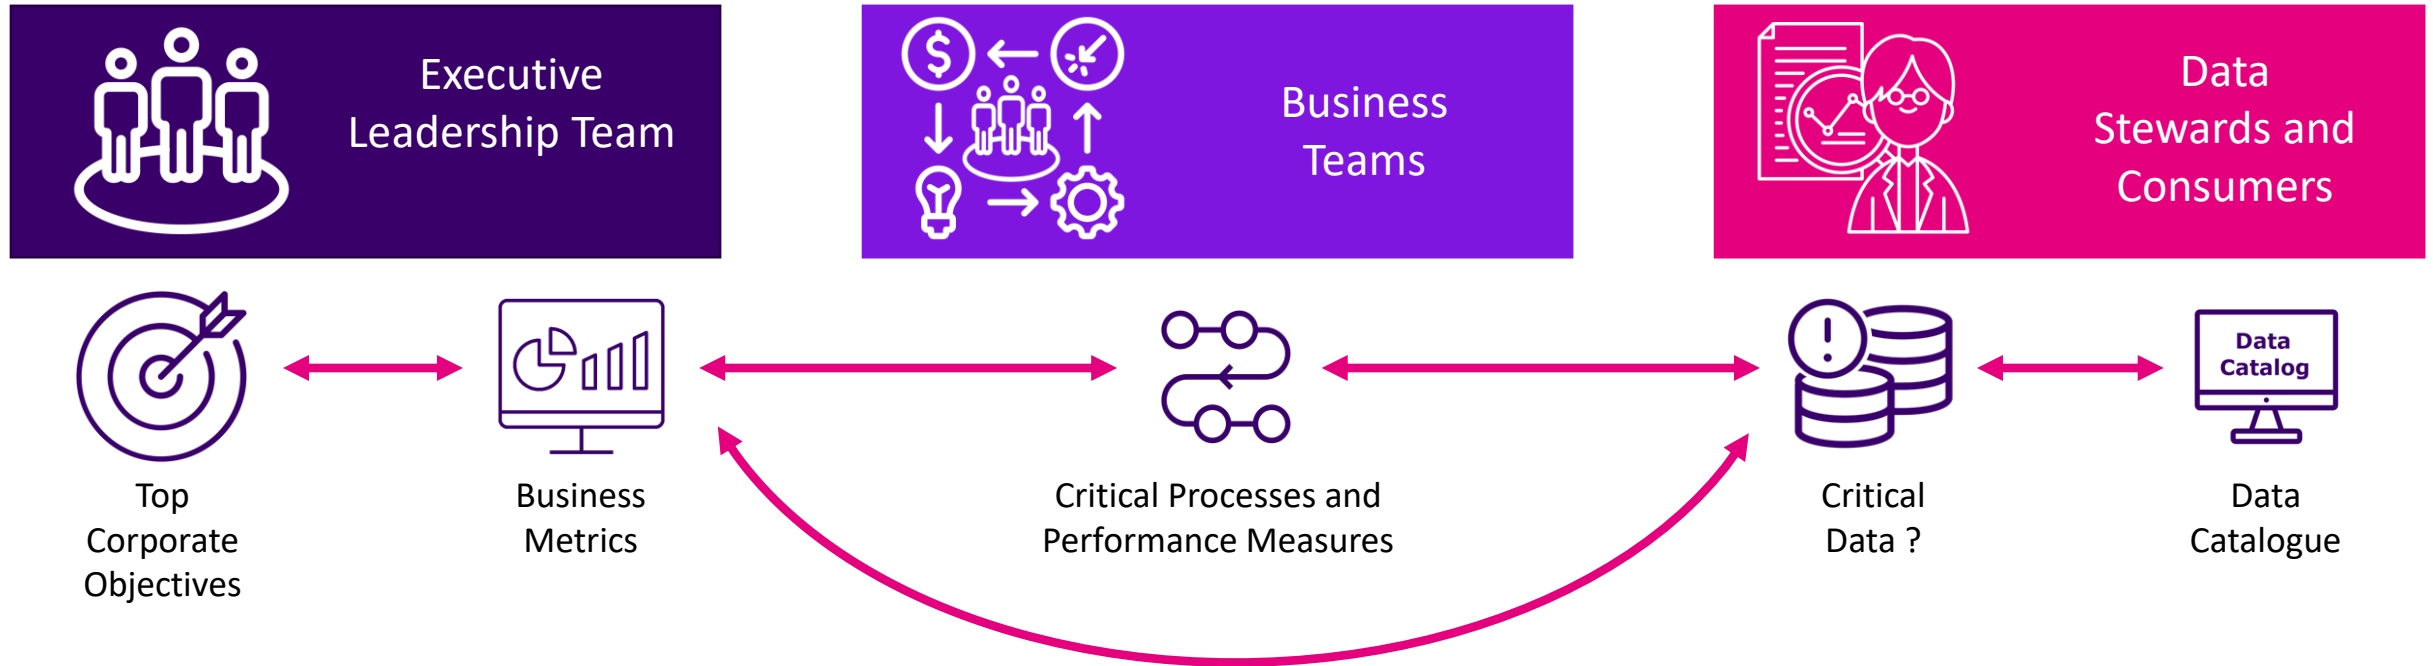 Executive
Leadership Team
Business
Teams
Data
Stewards and
Consumers
$
Data
Catalog
Top
Corporate
Objectives
Business
Metrics
Critical Processes and
Performance Measures
!
Critical
Data ?
Data
Catalogue